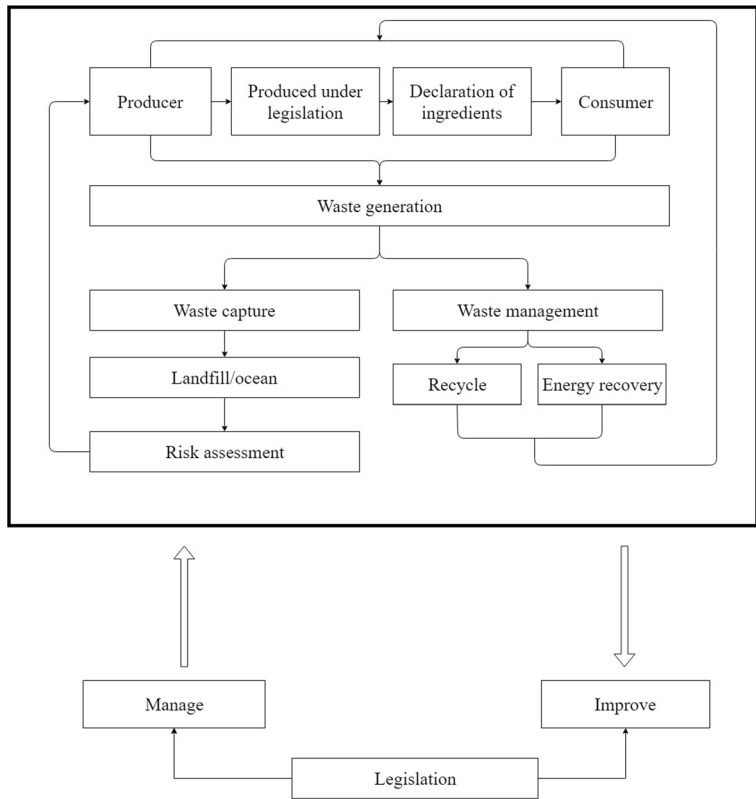 Producer
Produced under
legislation
Declaration of
ingredients
Consumer
Waste generation
Waste capture
Waste management
Landfill/ocean
Recycle
Energy recovery
Risk assessment
Manage
Improve
Legislation